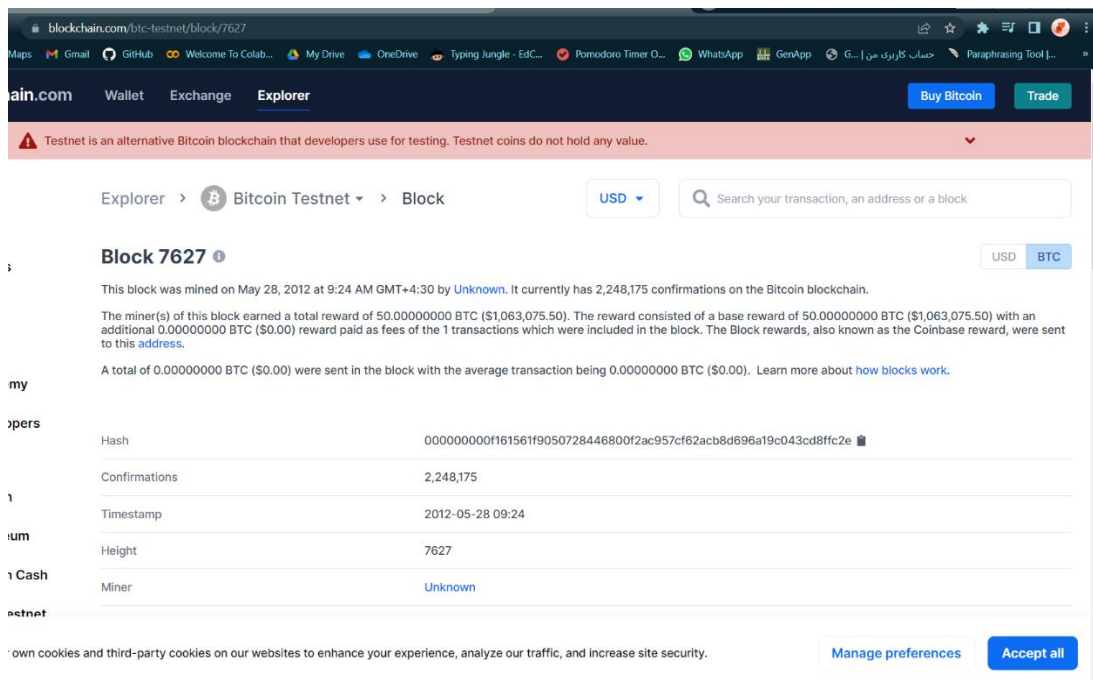 blockchain.com/btc-testnet/block/7627
Maps Gmail GitHub Welcome To Colab... My Drive OneDrive Typing Jungle - EdC... Pomodoro Timer O... WhatsApp GenApp G... | حساب کاربری من Paraphrasing Tool |... »
ain.com Wallet Exchange Explorer Buy Bitcoin Trade
Testnet is an alternative Bitcoin blockchain that developers use for testing. Testnet coins do not hold any value.
Explorer > Bitcoin Testnet > Block USD Search your transaction, an address or a block
s
Block 7627 USD BTC
This block was mined on May 28, 2012 at 9:24 AM GMT+4:30 by Unknown. It currently has 2,248,175 confirmations on the Bitcoin blockchain.
The miner(s) of this block earned a total reward of 50.00000000 BTC ($1,063,075.50). The reward consisted of a base reward of 50.00000000 BTC ($1,063,075.50) with an
additional 0.00000000 BTC ($0.00) reward paid as fees of the 1 transactions which were included in the block. The Block rewards, also known as the Coinbase reward, were sent
to this address.
A total of 0.00000000 BTC ($0.00) were sent in the block with the average transaction being 0.00000000 BTC ($0.00). Learn more about how blocks work.
emy
opers
Hash 000000000f161561f9050728446800f2ac957cf62acb8d696a19c043cd8ffc2e
Confirmations 2,248,175
n
Timestamp 2012-05-28 09:24
eum
Height 7627
n Cash
Miner Unknown
estnet
own cookies and third-party cookies on our websites to enhance your experience, analyze our traffic, and increase site security. Manage preferences Accept all